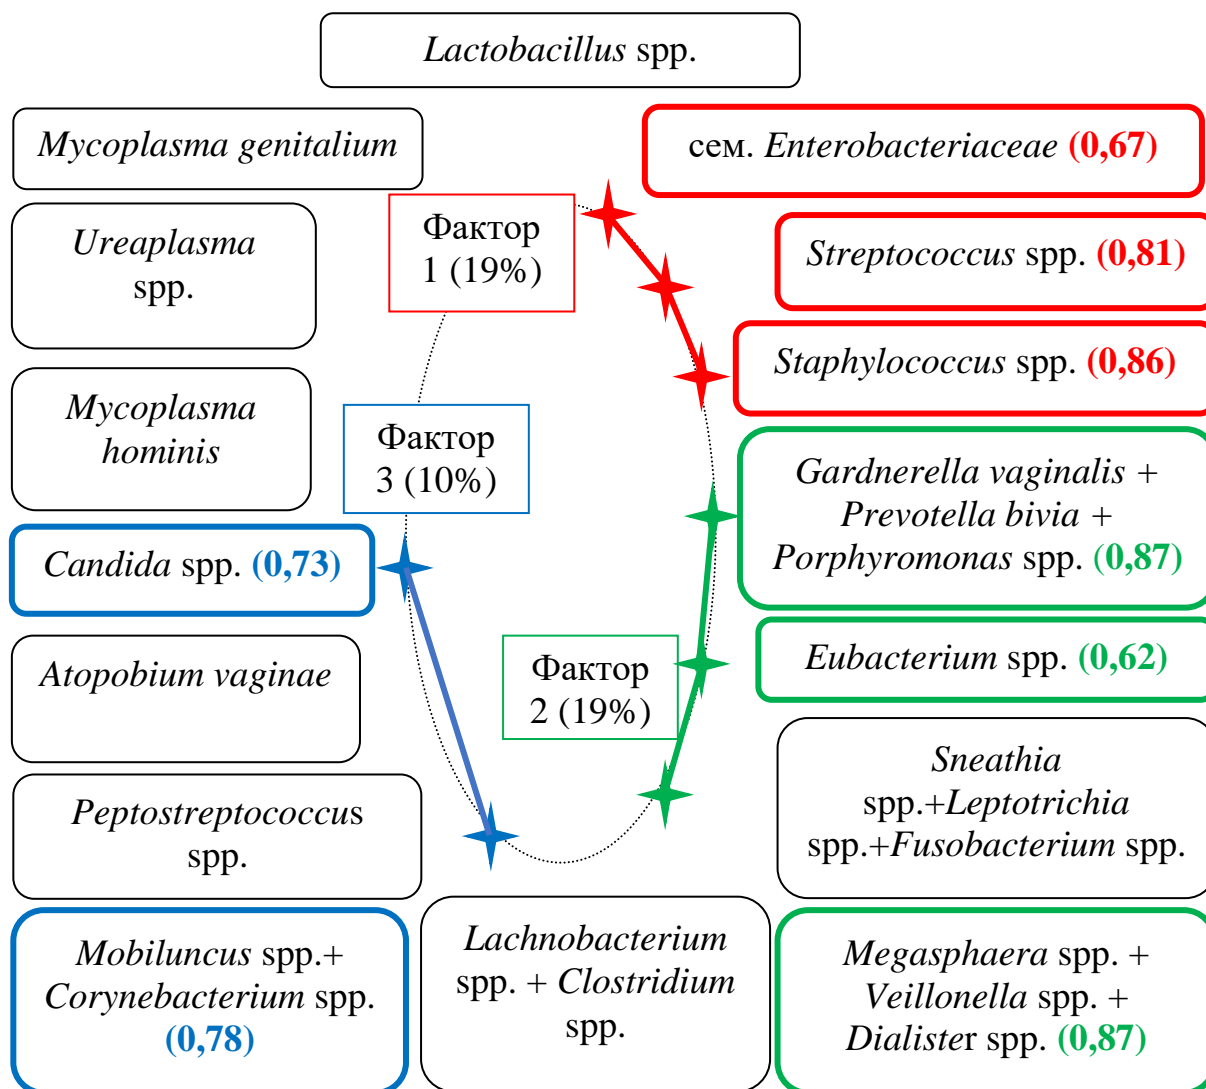 Lactobacillus spp.
Mycoplasma genitalium
сем. Enterobacteriaceae (0,67)
Ureaplasma
spp.
Фактор
1 (19%)
Streptococcus spp. (0,81)
Staphylococcus spp. (0,86)
Mycoplasma
hominis
Фактор
3 (10%)
Gardnerella vaginalis +
Prevotella bivia +
Porphyromonas spp. (0,87)
Candida spp. (0,73)
Eubacterium spp. (0,62)
Atopobium vaginae
Фактор
2 (19%)
Sneathia
spp.+Leptotrichia
spp.+Fusobacterium spp.
Peptostreptococcus
spp.
Mobiluncus spp.+
Corynebacterium spp.
(0,78)
Lachnobacterium
spp. + Clostridium
spp.
Megasphaera spp. +
Veillonella spp. +
Dialister spp. (0,87)